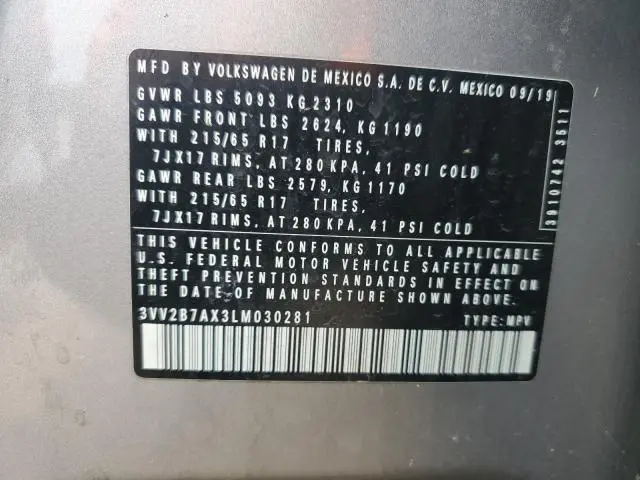 MFD BY VOLKSWAGEN DE MEXICO S.A. DE C.V. MEXICO 09/19
GVWR LBS 5093 KG 2310
GAWR FRONT LBS 2624, KG 1190
WITH 215/65 R17 TIRES,
7JX17 RIMS, AT 280 KPA, 41 PSI COLD
GAWR REAR LBS 2579, KG 1170
WITH 215/65 R17 TIRES,
7JX17 RIMS, AT 280 KPA, 41 PSI COLD
THIS VEHICLE CONFORMS TO ALL APPLICABLE
U.S. FEDERAL MOTOR VEHICLE SAFETY AND
THEFT PREVENTION STANDARDS IN EFFECT ON
THE DATE OF MANUFACTURE SHOWN ABOVE.
3VV2B7AX3LM030281 TYPE: MPV
3910742 3511